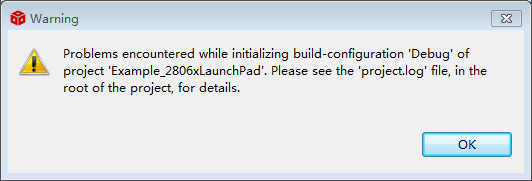 Warning
Problems encountered while initializing build-configuration 'Debug' of
project 'Example_2806xLaunchPad'. Please see the 'project.log' file, in the
root of the project, for details.
OK